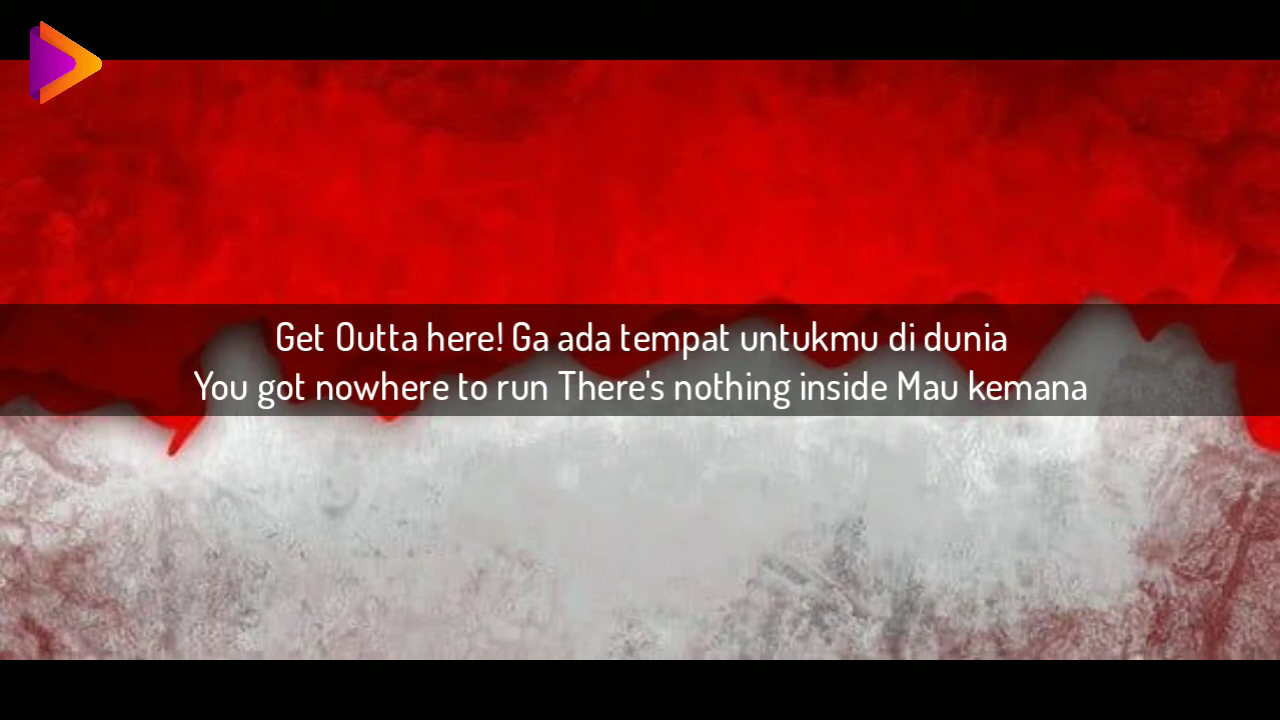 Get Outta here! Ga ada tempat untukmu di dunia
You got nowhere to run There's nothing inside Mau kemana